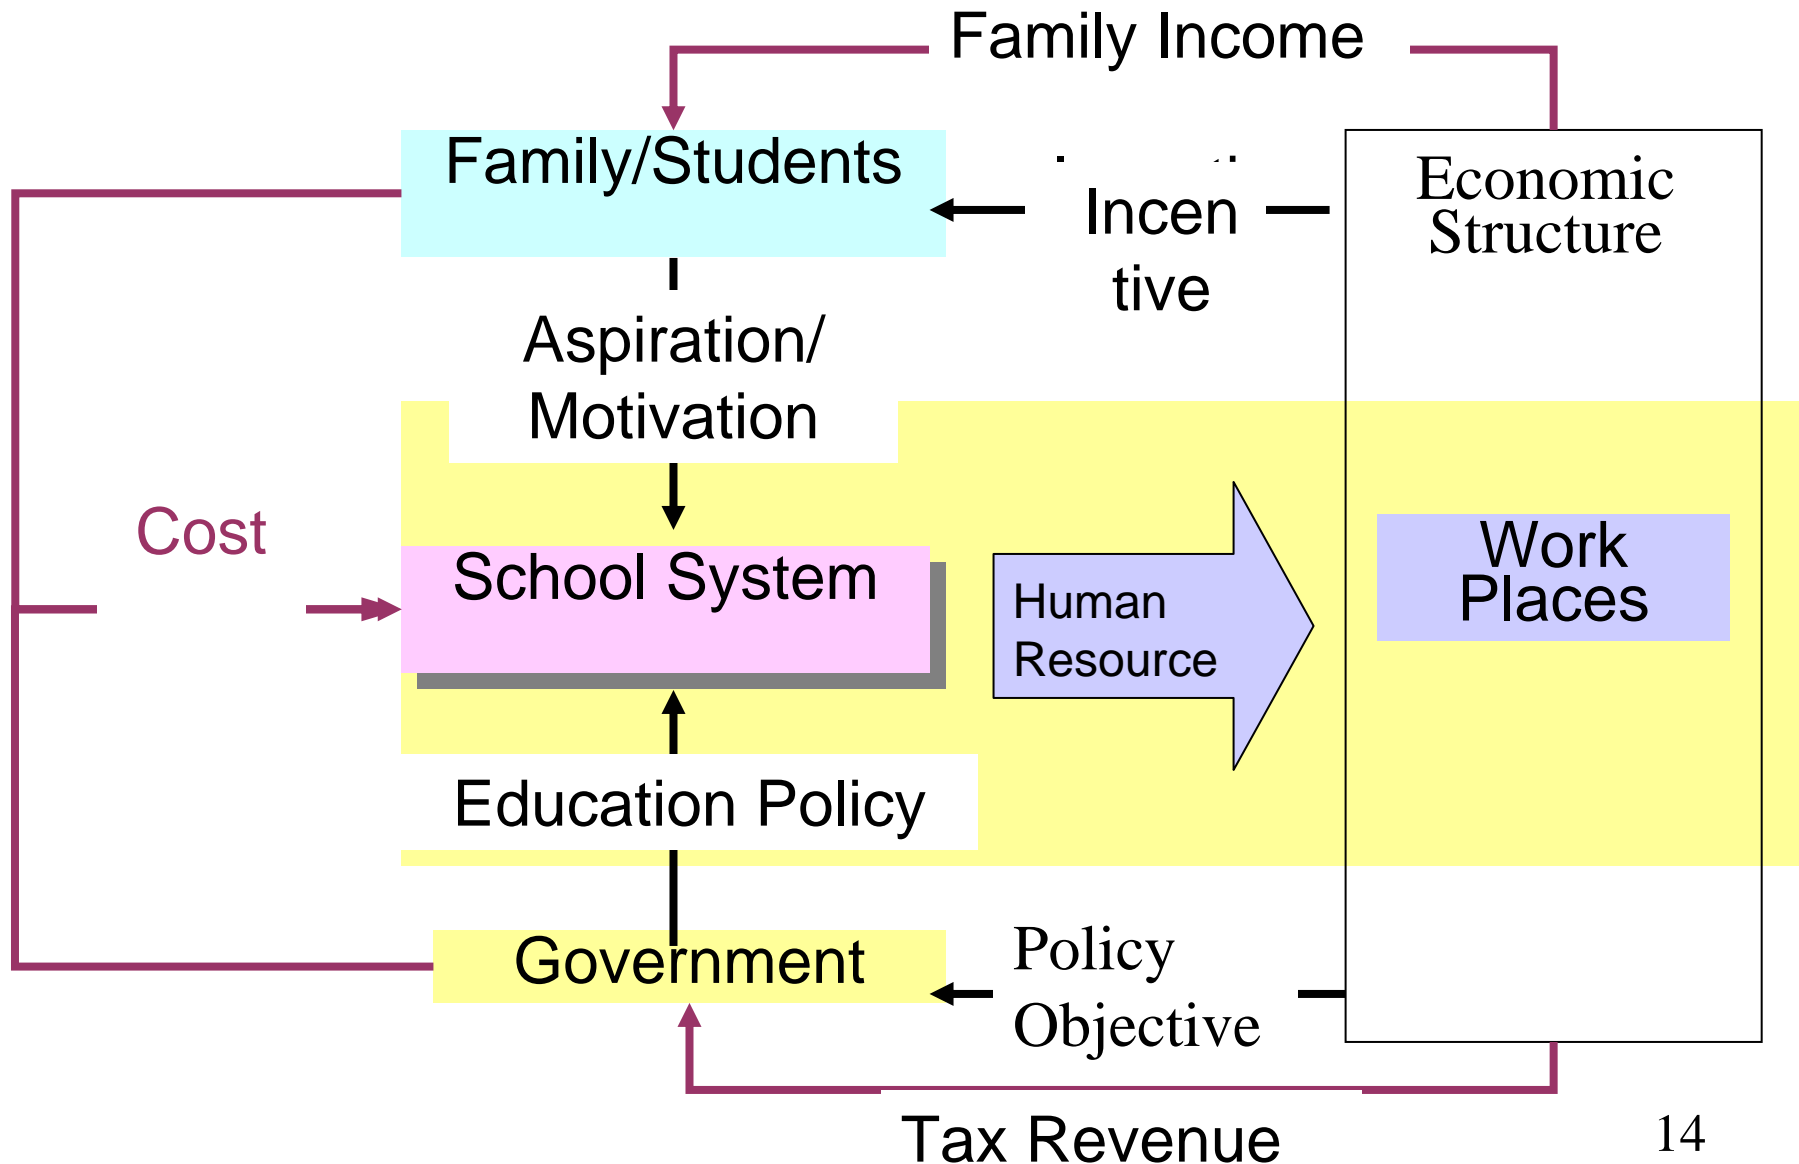 Family Income
Family/Students
Incen
tive
Economic
Structure
Aspiration/
Motivation
Cost
School System
Human
Resource
Work
Places
Education Policy
Government
Policy
Objective
Tax Revenue
14